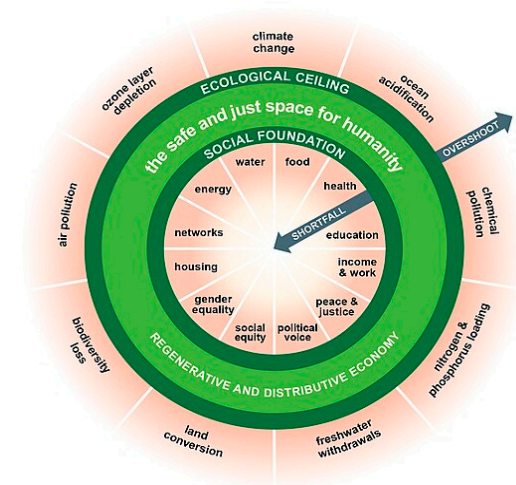 climate
change
ozone layer
depletion
ocean
acidification
ECOLOGICAL CEILING
the safe and just space for humanity
OVERSHOOT
SOCIAL FOUNDATION
water
food
energy
health
SHORTFALL
air pollution
chemical
pollution
networks
education
housing
income
& work
gender
equality
peace &
justice
social
equity
political
voice
biodiversity
loss
REGENERATIVE AND DISTRIBUTIVE ECONOMY
nitrogen &
phosphorus loading
land
conversion
freshwater
withdrawals